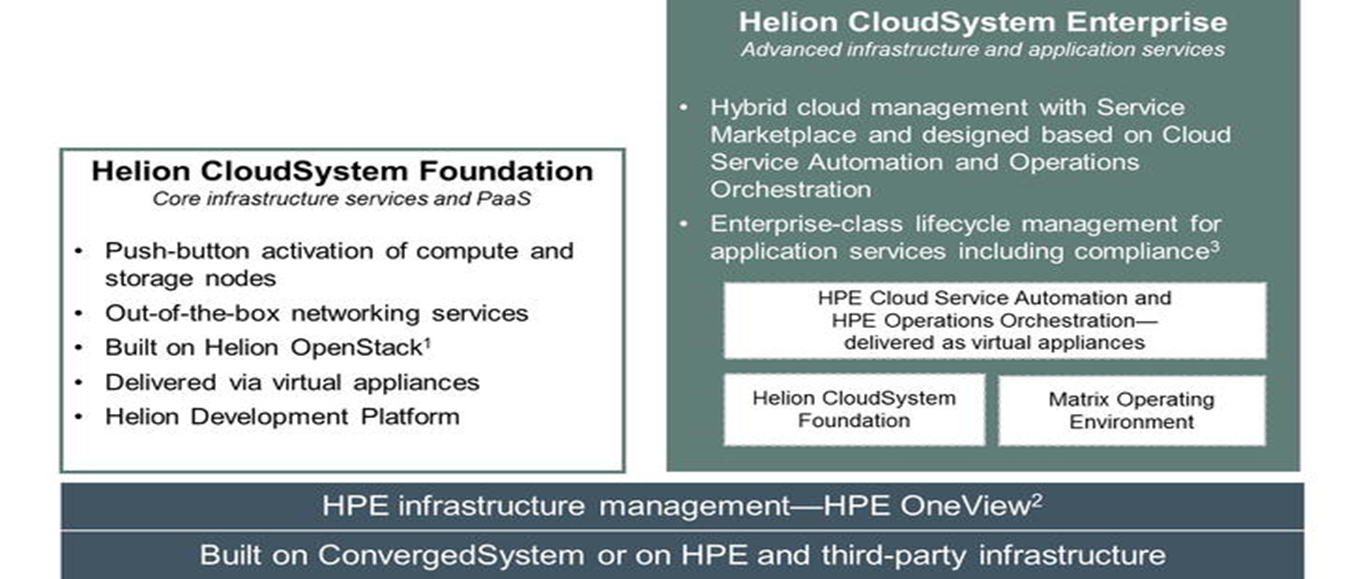 Helion CloudSystem Foundation
Core infrastructure services and PaaS
• Push-button activation of compute and
storage nodes
• Out-of-the-box networking services
• Built on Helion OpenStack¹
• Delivered via virtual appliances
• Helion Development Platform
Helion CloudSystem Enterprise
Advanced infrastructure and application services
• Hybrid cloud management with Service
Marketplace and designed based on Cloud
Service Automation and Operations
Orchestration
• Enterprise-class lifecycle management for
application services including compliance³
HPE Cloud Service Automation and
HPE Operations Orchestration—
delivered as virtual appliances
Helion CloudSystem
Foundation
Matrix Operating
Environment
HPE infrastructure management—HPE OneView²
Built on ConvergedSystem or on HPE and third-party infrastructure